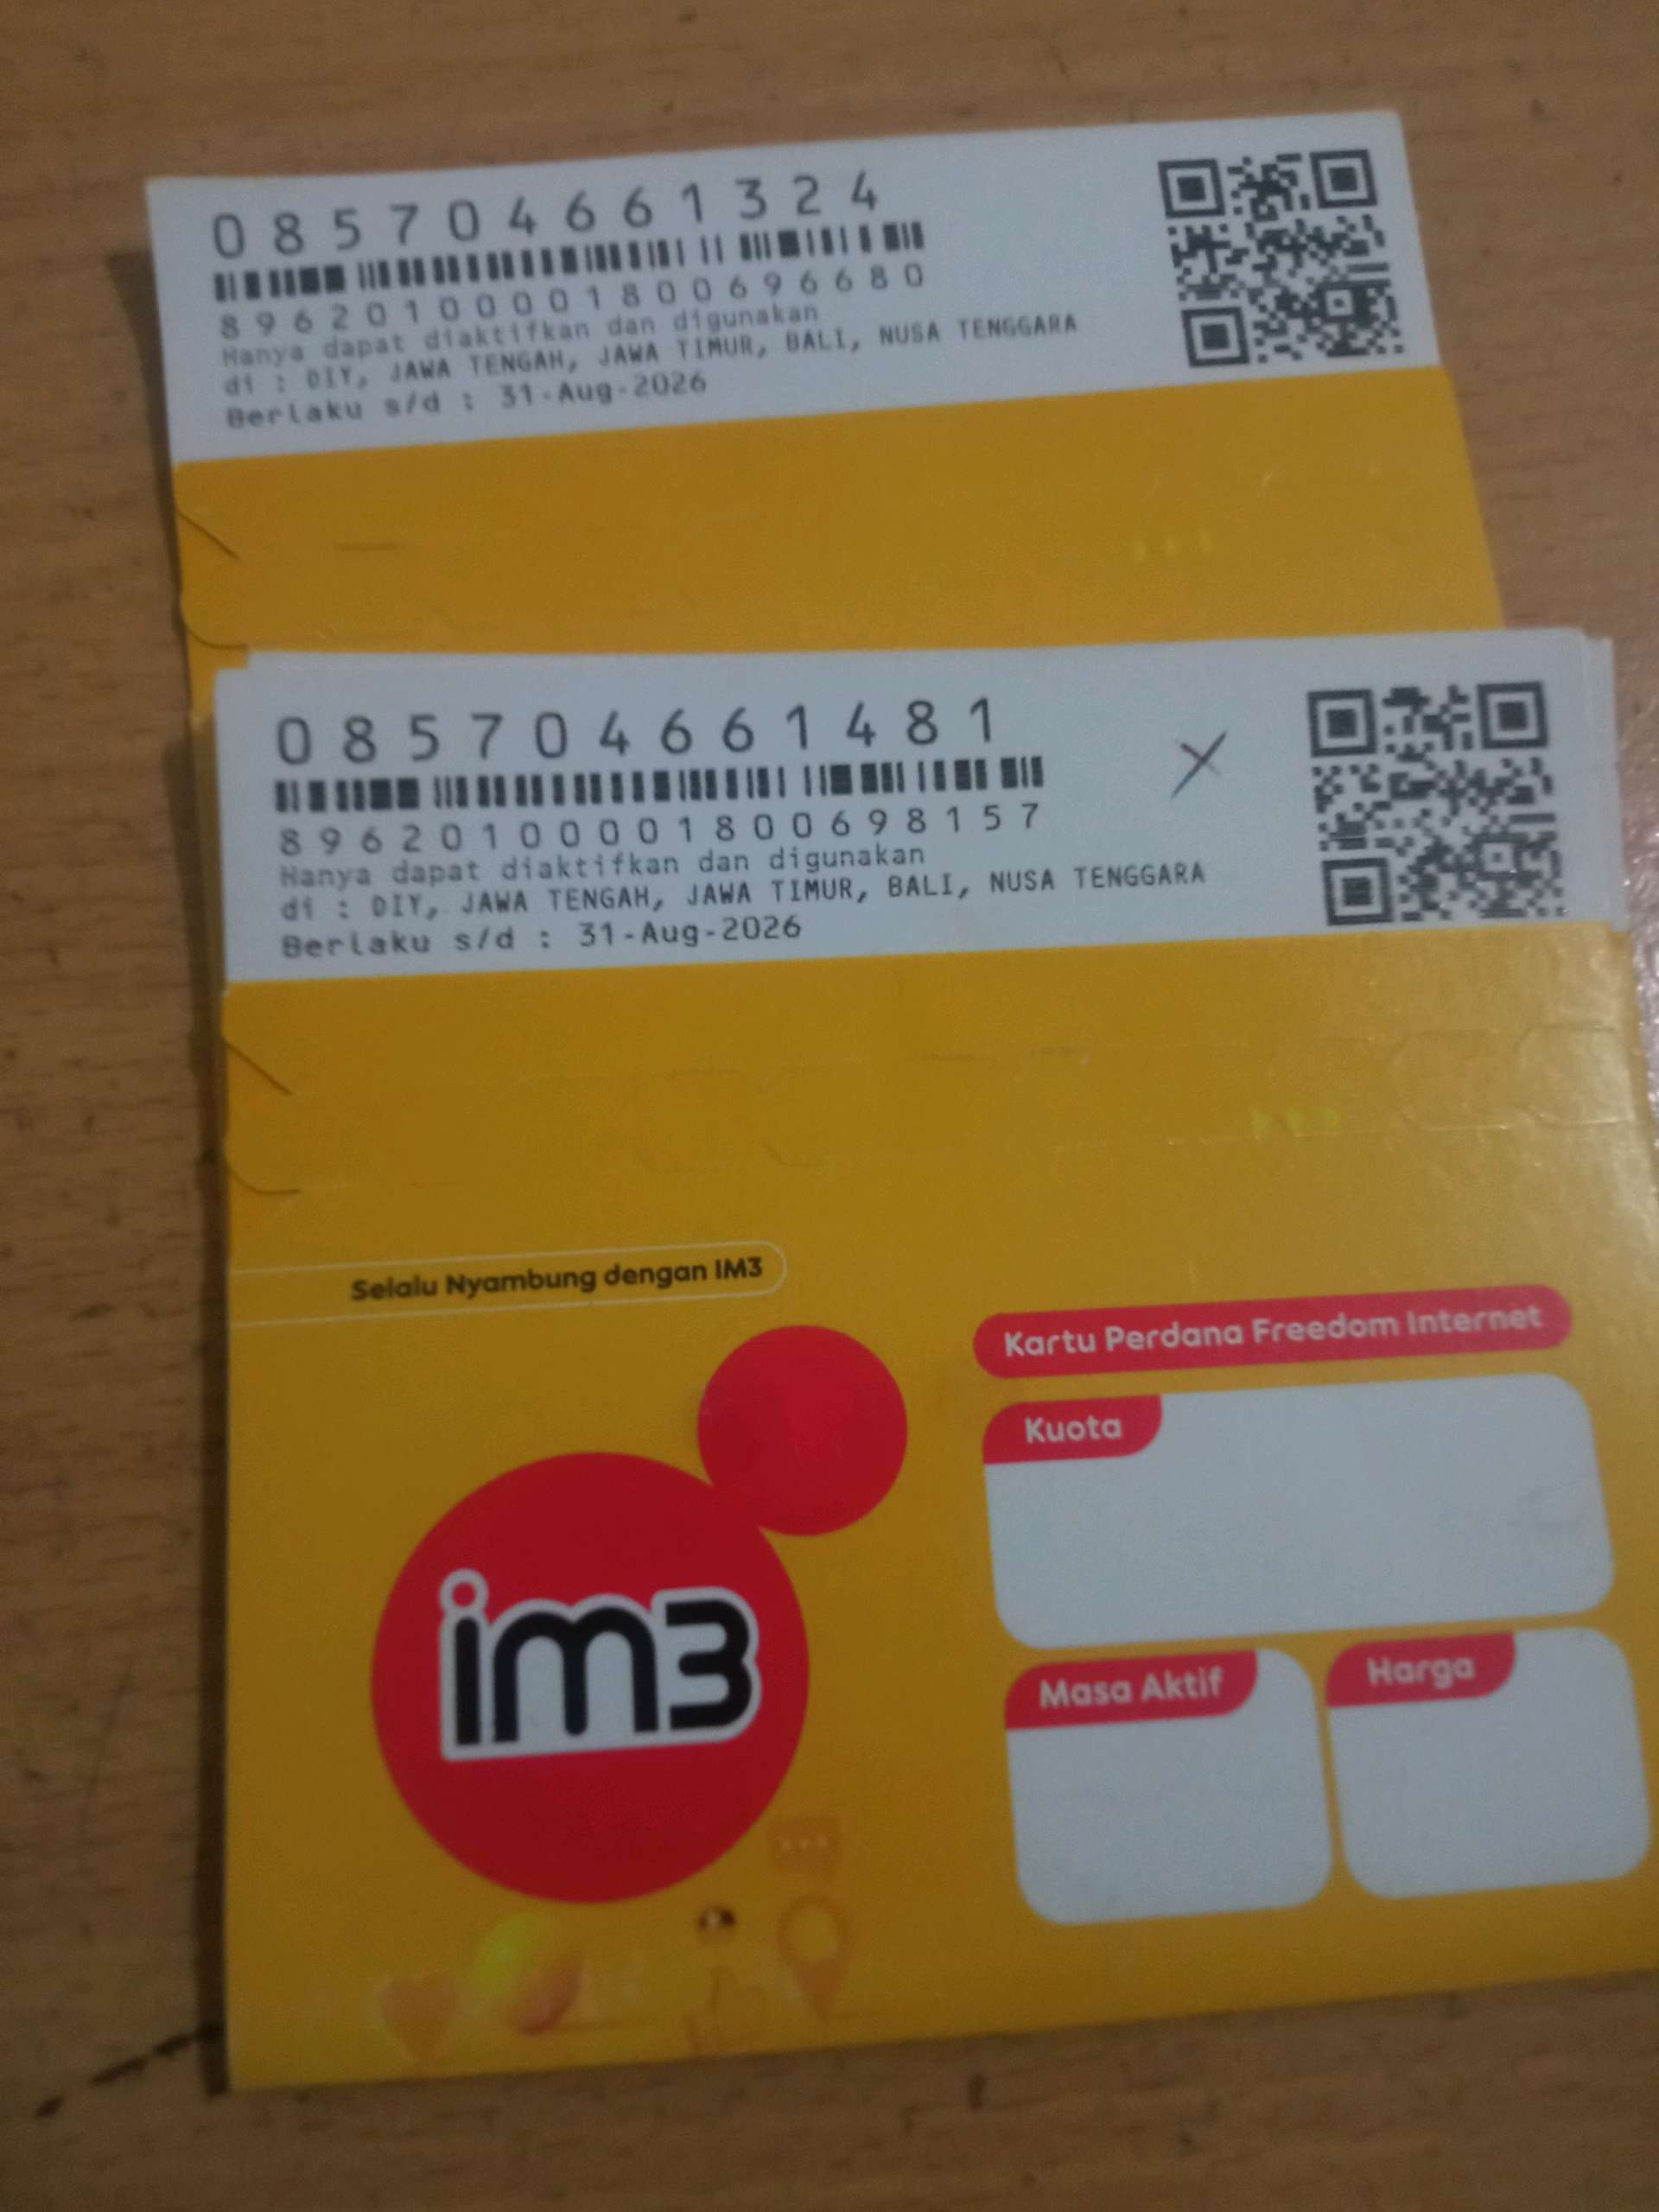 085704661324
89620100001800696680
Hanya dapat diaktifkan dan digunakan
di : DIY, JAWA TENGAH, JAWA TIMUR, BALI, NUSA TENGGARA
Berlaku s/d : 31-Aug-2026
085704661481
89620100001800698157
Hanya dapat diaktifkan dan digunakan
di : DIY, JAWA TENGAH, JAWA TIMUR, BALI, NUSA TENGGARA
Berlaku s/d : 31-Aug-2026
Selalu Nyambung dengan IM3
Kartu Perdana Freedom Internet
Kuota
im3
Masa Aktif
Harga